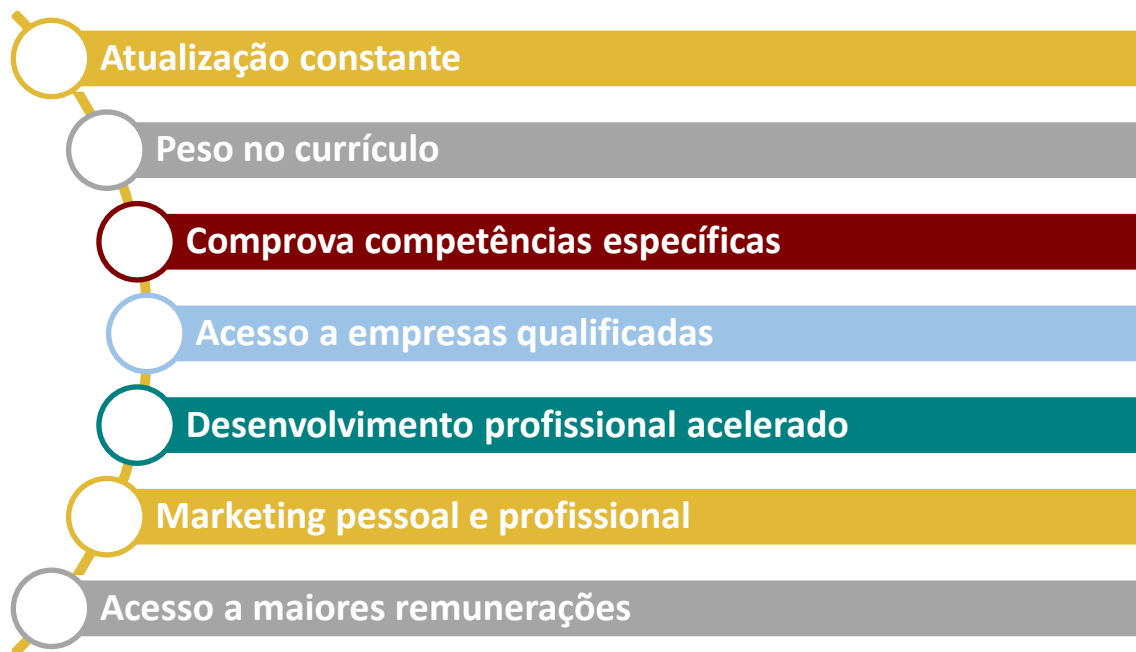 Atualização constante
Peso no currículo
Comprova competências específicas
Acesso a empresas qualificadas
Desenvolvimento profissional acelerado
Marketing pessoal e profissional
Acesso a maiores remunerações